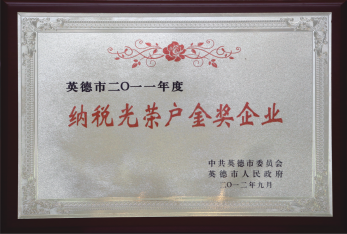 英德市二〇一一年度
纳税光荣户金奖企业
中共英德市委员会
英德市人民政府
二〇一二年九月